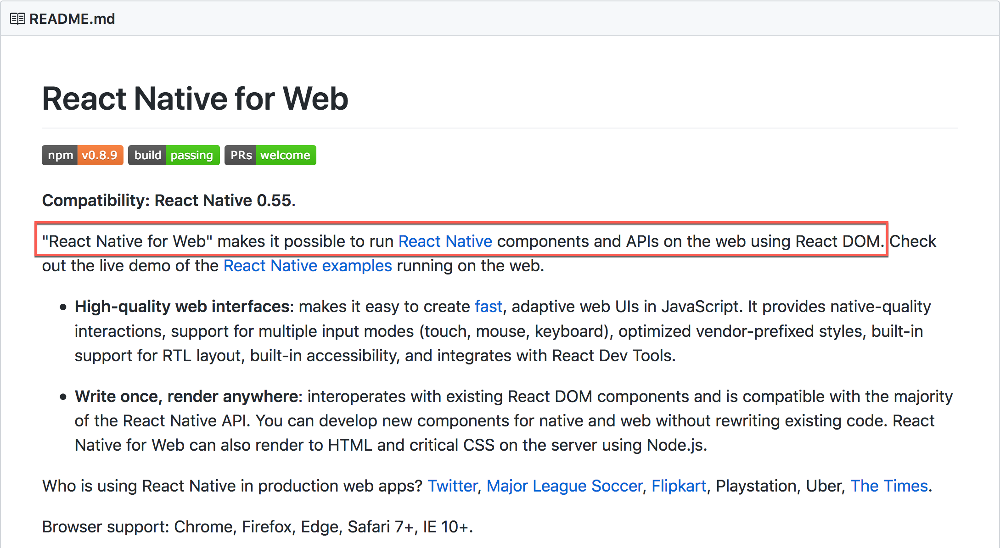 README.md
React Native for Web
npm v0.8.9 build passing PRs welcome
Compatibility: React Native 0.55.
"React Native for Web" makes it possible to run React Native components and APIs on the web using React DOM. Check
out the live demo of the React Native examples running on the web.
• High-quality web interfaces: makes it easy to create fast, adaptive web UIs in JavaScript. It provides native-quality
interactions, support for multiple input modes (touch, mouse, keyboard), optimized vendor-prefixed styles, built-in
support for RTL layout, built-in accessibility, and integrates with React Dev Tools.
• Write once, render anywhere: interoperates with existing React DOM components and is compatible with the majority
of the React Native API. You can develop new components for native and web without rewriting existing code. React
Native for Web can also render to HTML and critical CSS on the server using Node.js.
Who is using React Native in production web apps? Twitter, Major League Soccer, Flipkart, Playstation, Uber, The Times.
Browser support: Chrome, Firefox, Edge, Safari 7+, IE 10+.